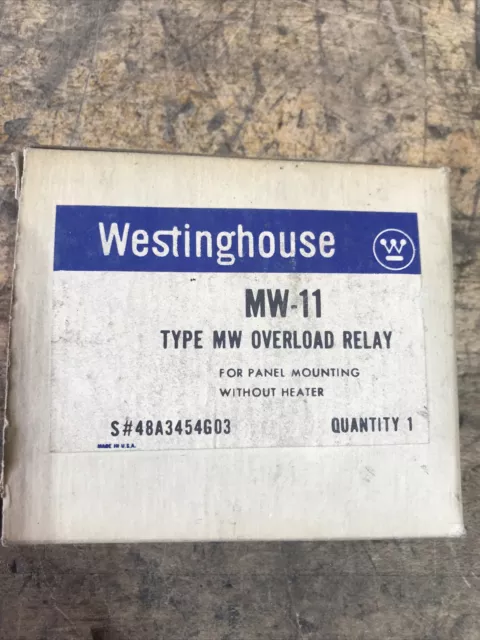 Westinghouse W
MW-11
TYPE MW OVERLOAD RELAY
FOR PANEL MOUNTING
WITHOUT HEATER
S#48A3454G03 QUANTITY 1
MADE IN U.S.A.